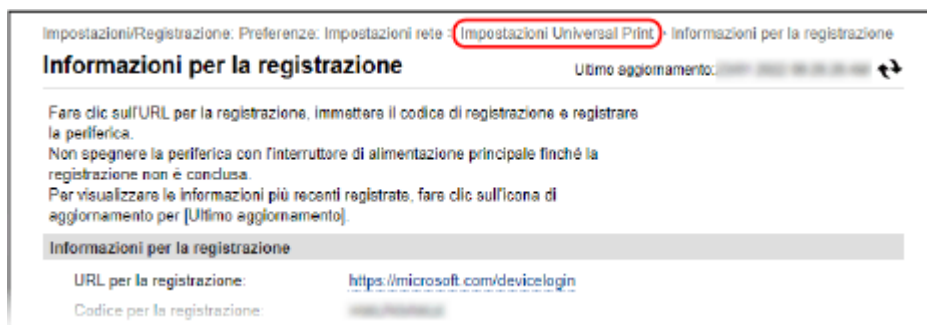 Impostazioni/Registrazione: Preferenze: Impostazioni rete > Impostazioni Universal Print > Informazioni per la registrazione
Informazioni per la registrazione
Ultimo aggiornamento:
Fare clic sull'URL per la registrazione, immettere il codice di registrazione e registrare
la periferica.
Non spegnere la periferica con l'interruttore di alimentazione principale finché la
registrazione non è conclusa.
Per visualizzare le informazioni più recenti registrate, fare clic sull'icona di
aggiornamento per [Ultimo aggiornamento].
Informazioni per la registrazione
URL per la registrazione: https://microsoft.com/devicelogin
Codice per la registrazione: